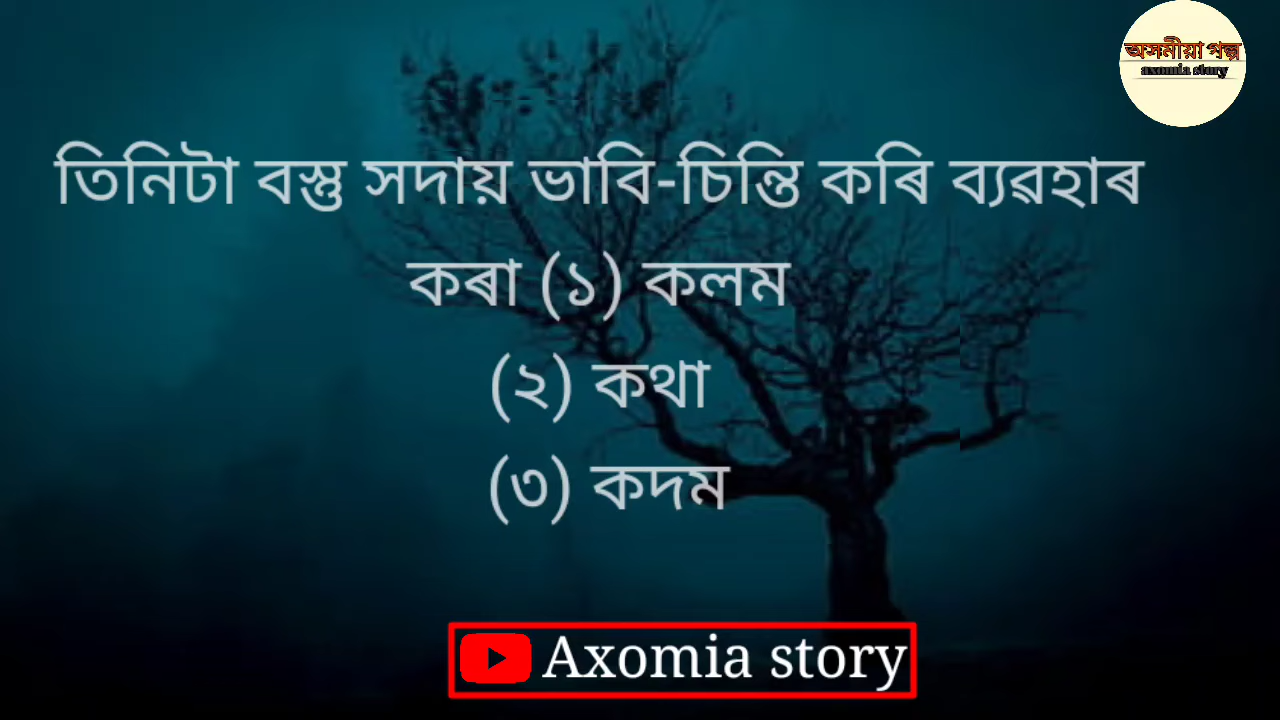 অসমীয়া গল্প
axomia story
তিনিটা বস্তু সদায় ভাবি-চিন্তি কৰি ব্যৱহাৰ
কৰা (১) কলম
(২) কথা
(৩) কদম
Axomia story